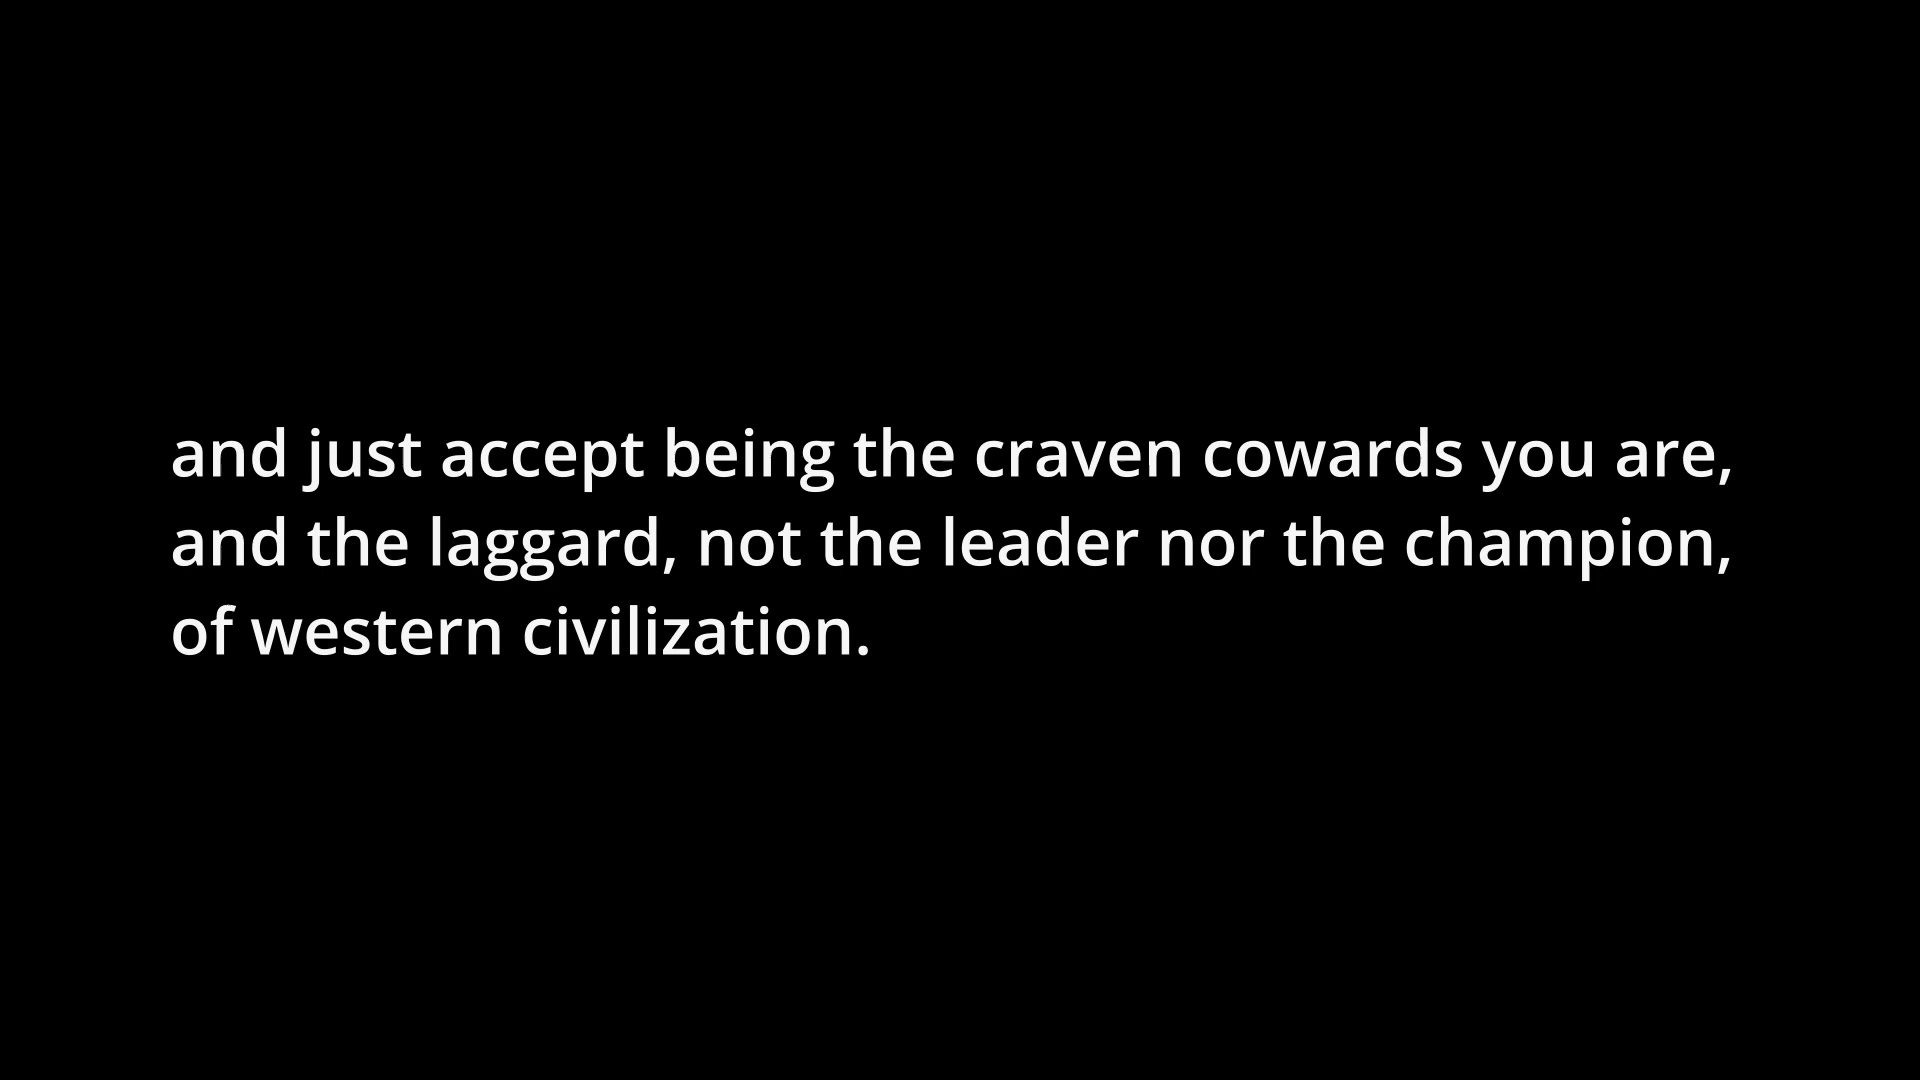 and just accept being the craven cowards you are,
and the laggard, not the leader nor the champion,
of western civilization.